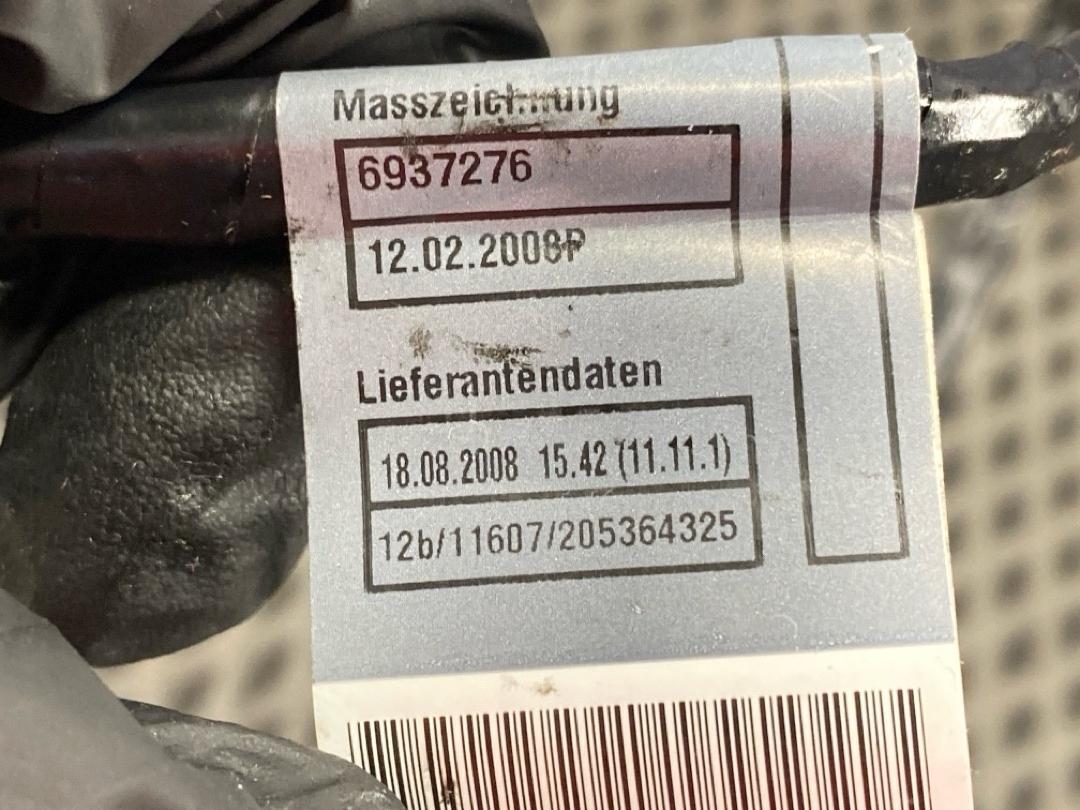 Masszeichnung
6937276
12.02.2008P
Lieferantendaten
18.08.2008 15.42 (11.11.1)
12b/11607/205364325